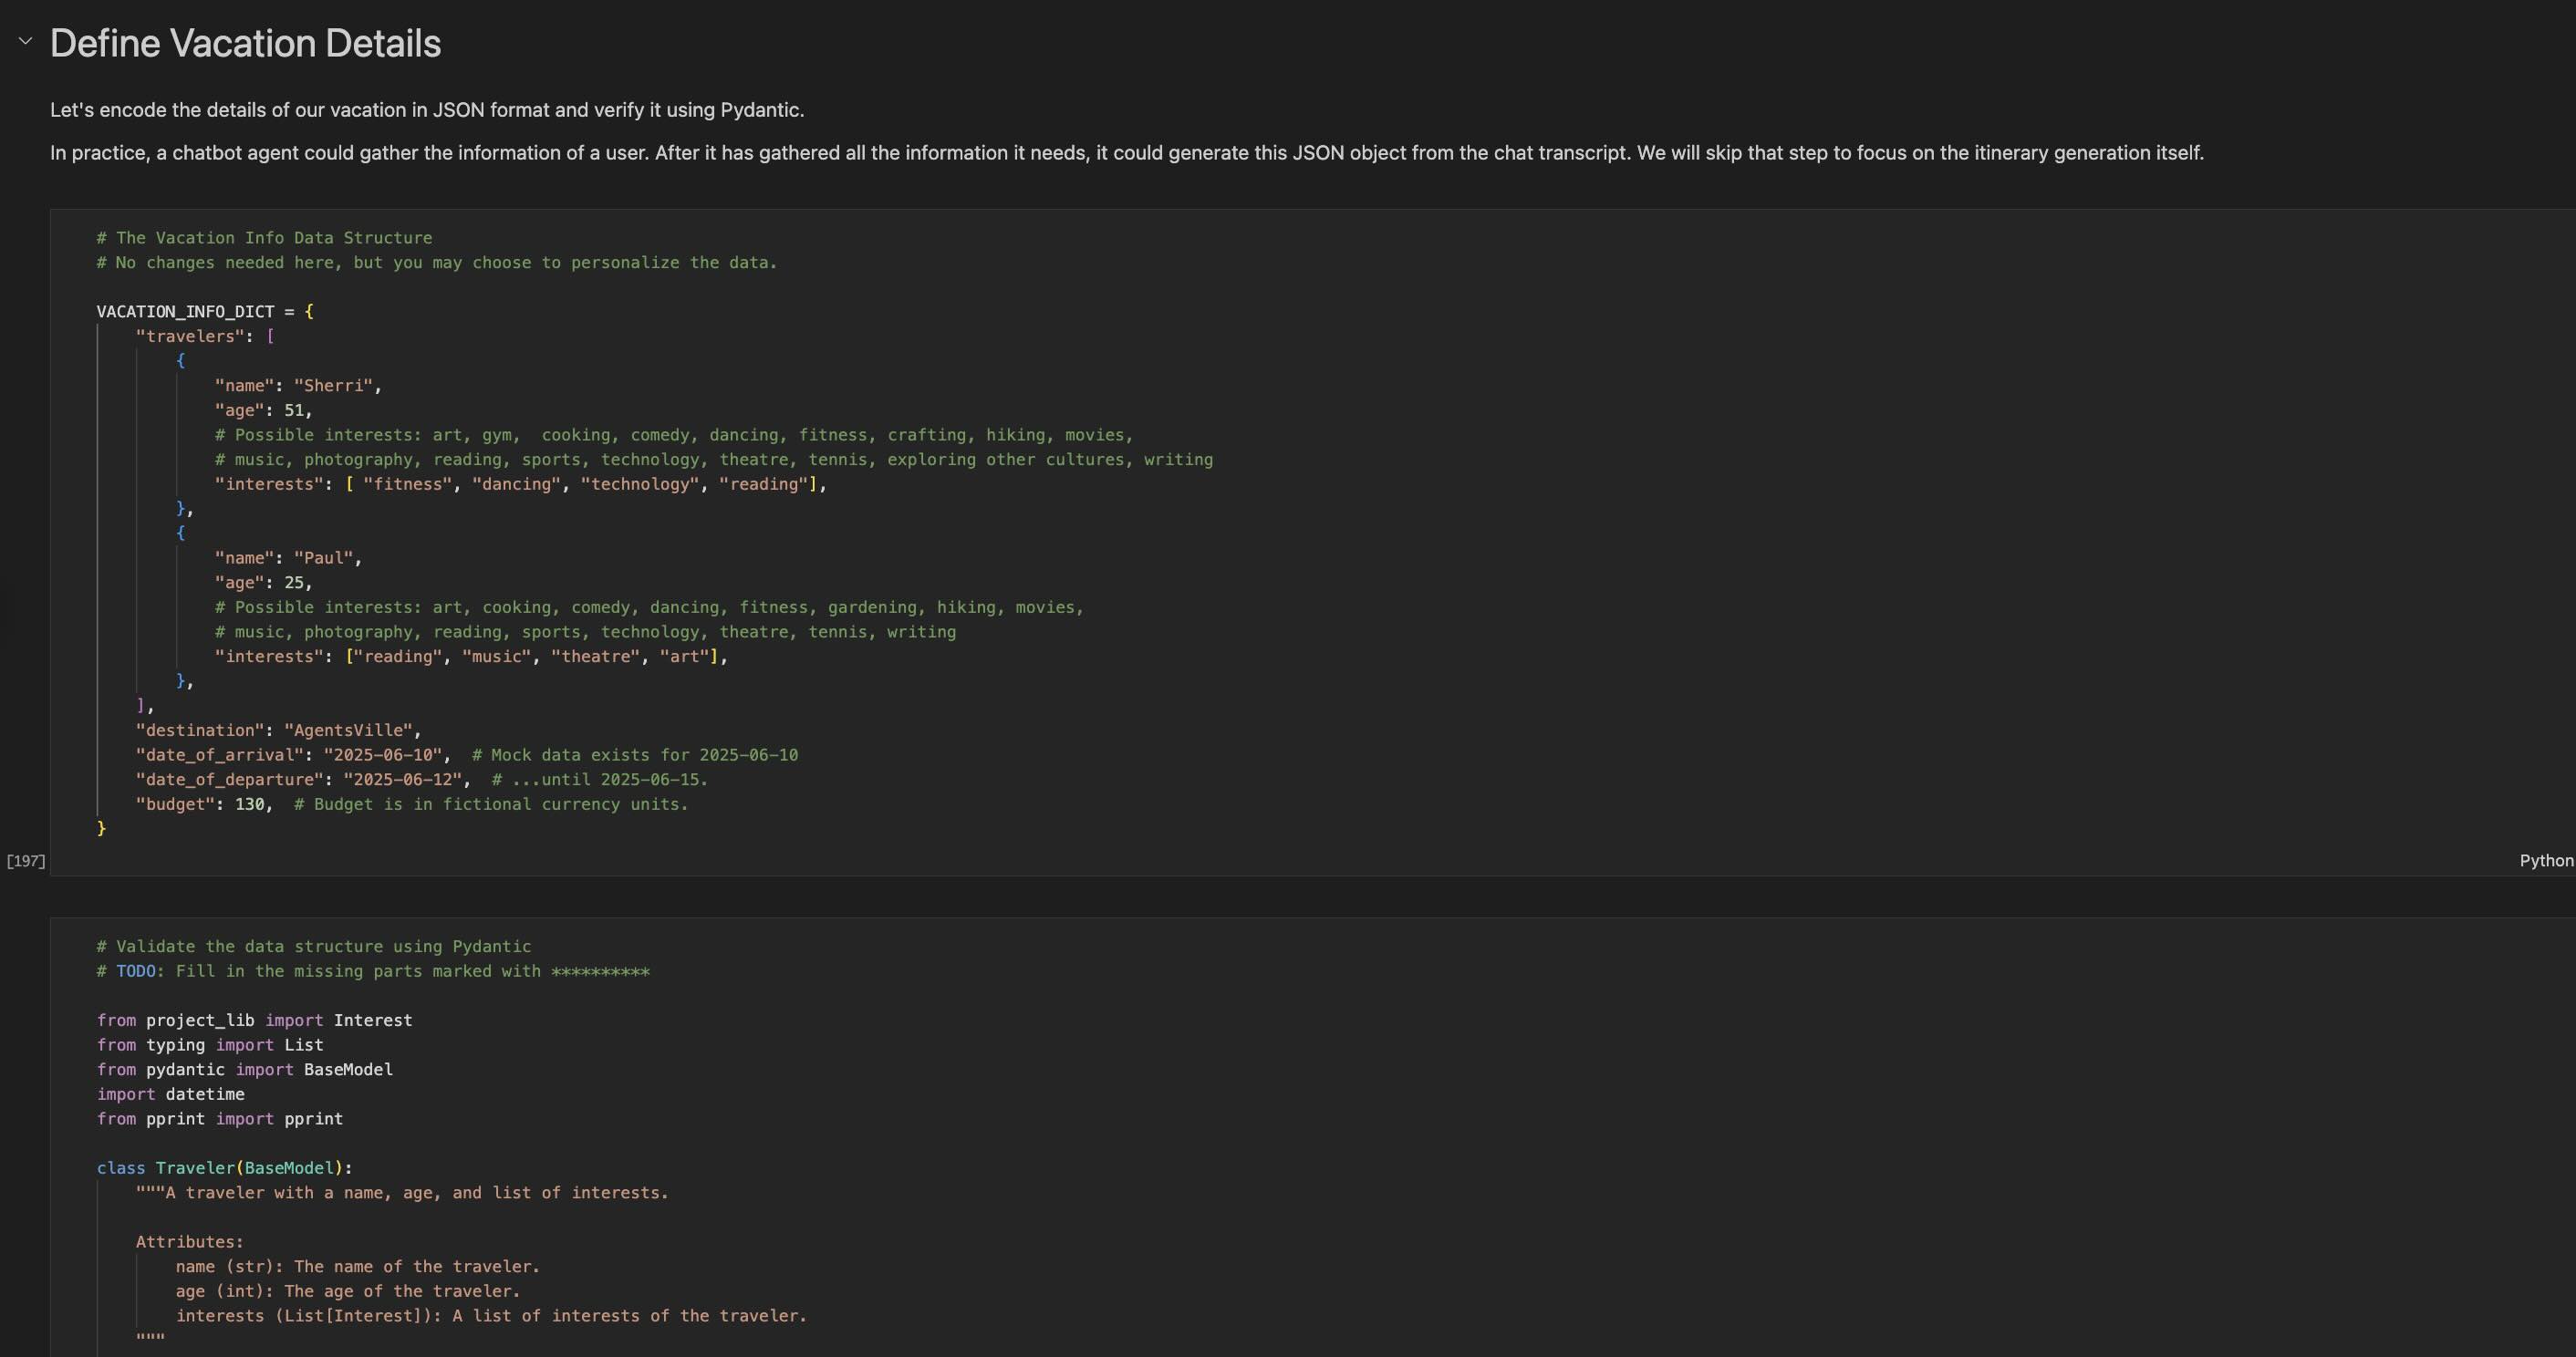 Define Vacation Details
Let's encode the details of our vacation in JSON format and verify it using Pydantic.
In practice, a chatbot agent could gather the information of a user. After it has gathered all the information it needs, it could generate this JSON object from the chat transcript. We will skip that step to focus on the itinerary generation itself.
# The Vacation Info Data Structure
# No changes needed here, but you may choose to personalize the data.
VACATION_INFO_DICT = {
    "travelers": [
        {
            "name": "Sherri",
            "age": 51,
            # Possible interests: art, gym,  cooking, comedy, dancing, fitness, crafting, hiking, movies,
            # music, photography, reading, sports, technology, theatre, tennis, exploring other cultures, writing
            "interests": [ "fitness", "dancing", "technology", "reading"],
        },
        {
            "name": "Paul",
            "age": 25,
            # Possible interests: art, cooking, comedy, dancing, fitness, gardening, hiking, movies,
            # music, photography, reading, sports, technology, theatre, tennis, writing
            "interests": ["reading", "music", "theatre", "art"],
        },
    ],
    "destination": "AgentsVille",
    "date_of_arrival": "2025-06-10",  # Mock data exists for 2025-06-10
    "date_of_departure": "2025-06-12",  # ...until 2025-06-15.
    "budget": 130,  # Budget is in fictional currency units.
}
[197]
Python
# Validate the data structure using Pydantic
# TODO: Fill in the missing parts marked with **********
from project_lib import Interest
from typing import List
from pydantic import BaseModel
import datetime
from pprint import pprint
class Traveler(BaseModel):
    """A traveler with a name, age, and list of interests.
    Attributes:
        name (str): The name of the traveler.
        age (int): The age of the traveler.
        interests (List[Interest]): A list of interests of the traveler.
    """